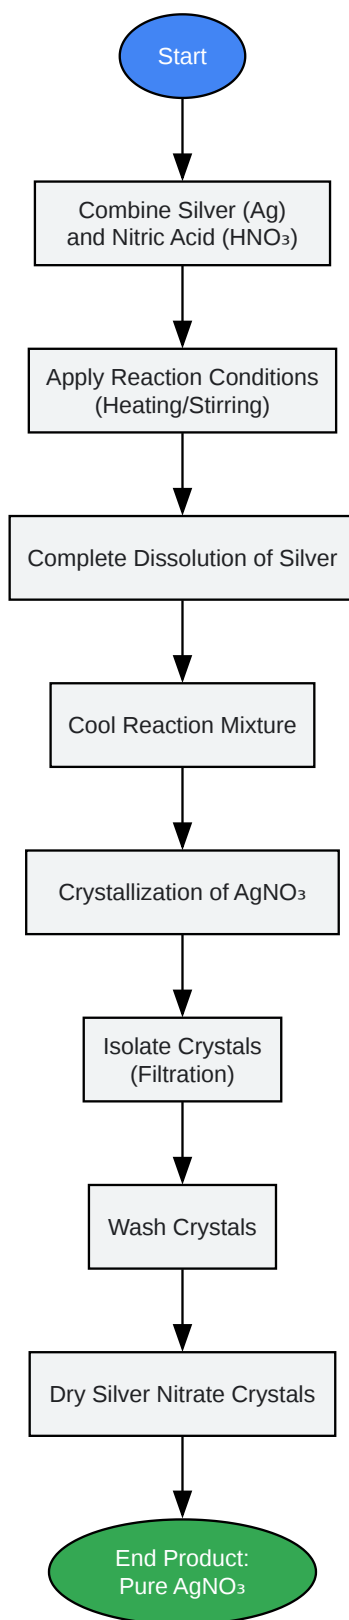 Start
Combine Silver (Ag)
and Nitric Acid (HNO₃)
Apply Reaction Conditions
(Heating/Stirring)
Complete Dissolution of Silver
Cool Reaction Mixture
Crystallization of AgNO₃
Isolate Crystals
(Filtration)
Wash Crystals
Dry Silver Nitrate Crystals
End Product:
Pure AgNO₃